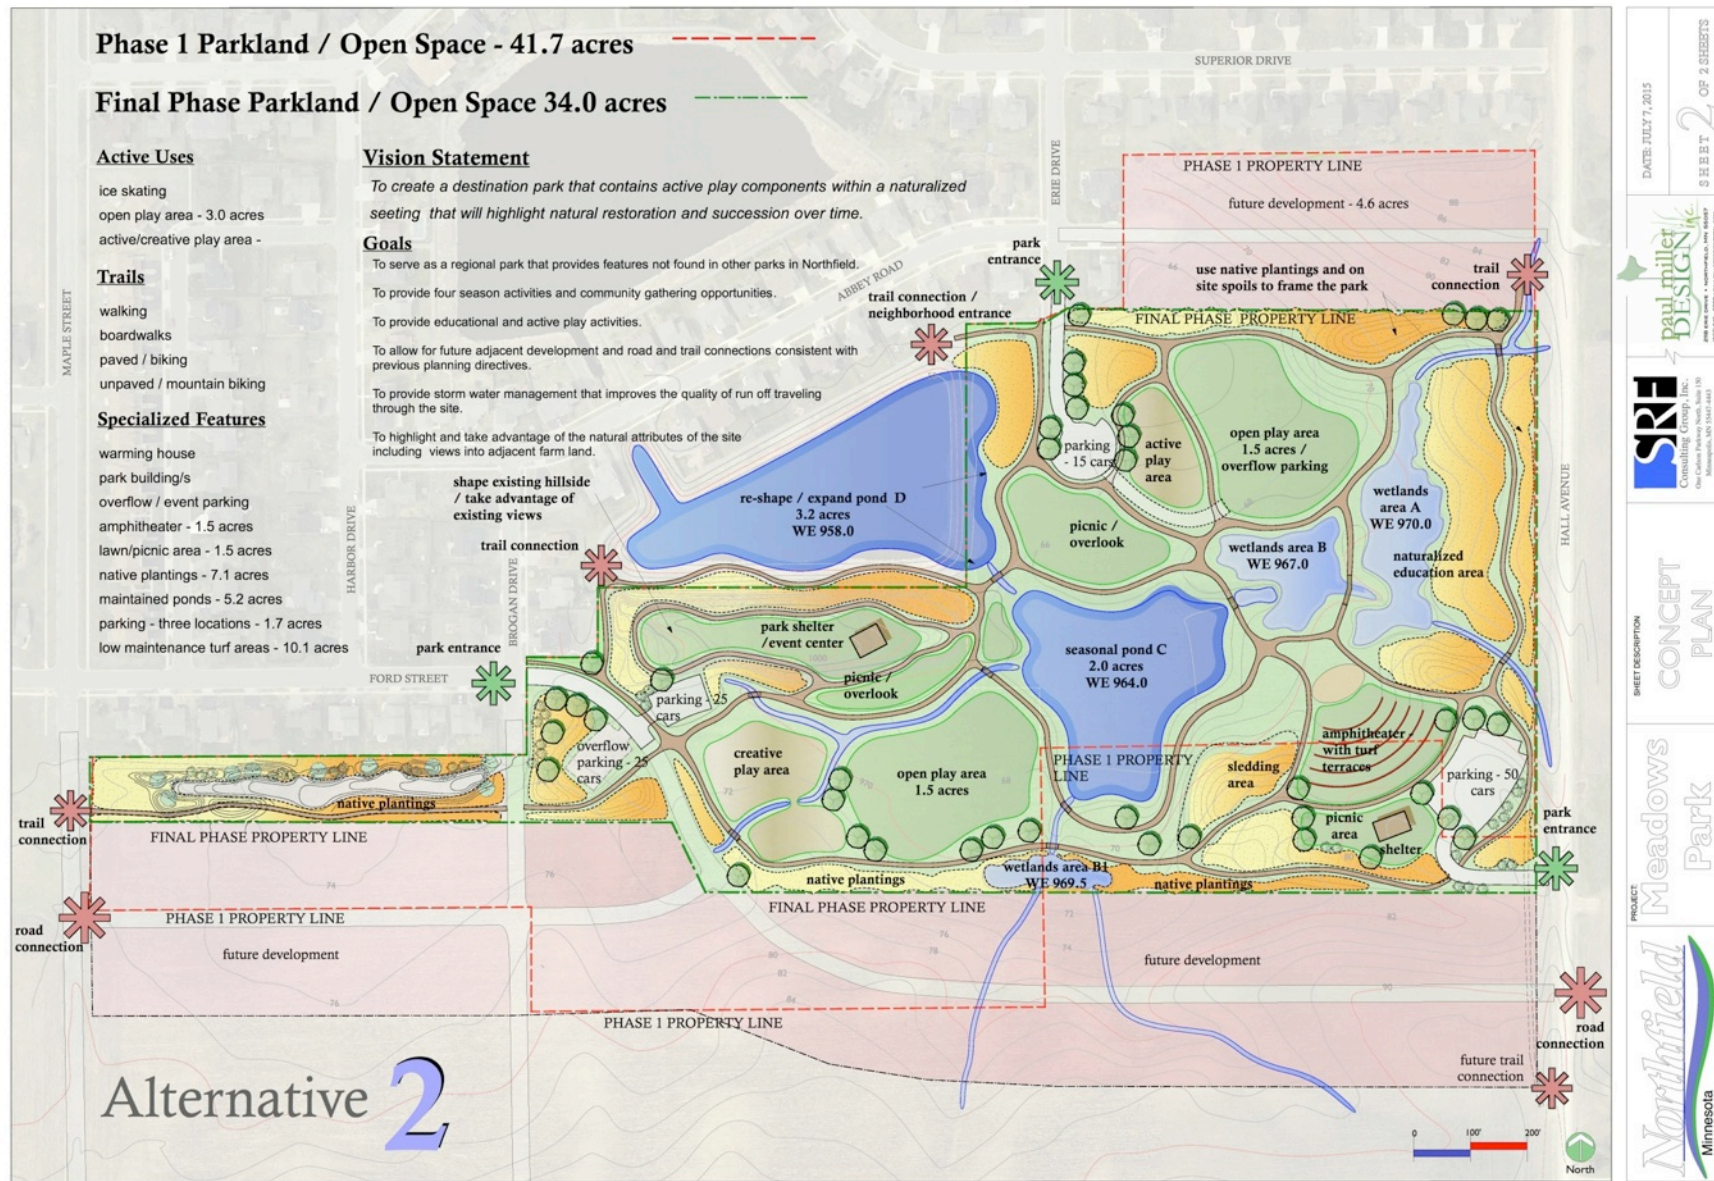 Phase 1 Parkland / Open Space - 41.7 acres
Final Phase Parkland / Open Space 34.0 acres
Active Uses
ice skating
open play area - 3.0 acres
active/creative play area -
Trails
walking
boardwalks
paved / biking
unpaved / mountain biking
Specialized Features
warming house
park building/s
overflow / event parking
amphitheater - 1.5 acres
lawn/picnic area - 1.5 acres
native plantings - 7.1 acres
maintained ponds - 5.2 acres
parking - three locations - 1.7 acres
low maintenance turf areas - 10.1 acres
Vision Statement
To create a destination park that contains active play components within a naturalized
seeting that will highlight natural restoration and succession over time.
Goals
To serve as a regional park that provides features not found in other parks in Northfield.
To provide four season activities and community gathering opportunities.
To provide educational and active play activities.
To allow for future adjacent development and road and trail connections consistent with
previous planning directives.
To provide storm water management that improves the quality of run off traveling
through the site.
To highlight and take advantage of the natural attributes of the site
including views into adjacent farm land.
SUPERIOR DRIVE
ERIE DRIVE
ABBEY ROAD
MAPLE STREET
HARBOR DRIVE
BROGAN DRIVE
FORD STREET
HALL AVENUE
PHASE 1 PROPERTY LINE
future development - 4.6 acres
park
entrance
use native plantings and on
site spoils to frame the park
trail
connection
trail connection /
neighborhood entrance
FINAL PHASE PROPERTY LINE
parking
- 15 cars
active
play
area
open play area
1.5 acres /
overflow parking
shape existing hillside
/ take advantage of
existing views
re-shape / expand pond D
3.2 acres
WE 958.0
picnic /
overlook
wetlands
area A
WE 970.0
wetlands area B
WE 967.0
naturalized
education area
trail connection
park shelter
/event center
park entrance
picnic /
overlook
seasonal pond C
2.0 acres
WE 964.0
parking - 25
cars
overflow
parking - 25
cars
creative
play area
open play area
1.5 acres
PHASE 1 PROPERTY
LINE
sledding
area
amphitheater -
with turf
terraces
parking - 50
cars
native plantings
trail
connection
picnic
area
shelter
park
entrance
FINAL PHASE PROPERTY LINE
wetlands area B1
WE 969.5
native plantings
native plantings
FINAL PHASE PROPERTY LINE
PHASE 1 PROPERTY LINE
road
connection
future development
future development
PHASE 1 PROPERTY LINE
road
connection
future trail
connection
Alternative 2
0 100' 200'
North
DATE: JULY 7, 2015
SHEET 2 OF 2 SHEETS
paul miller
DESIGN inc.
SRF
Consulting Group, Inc.
SHEET DESCRIPTION
CONCEPT
PLAN
PROJECT:
Meadows
Park
Northfield
Minnesota